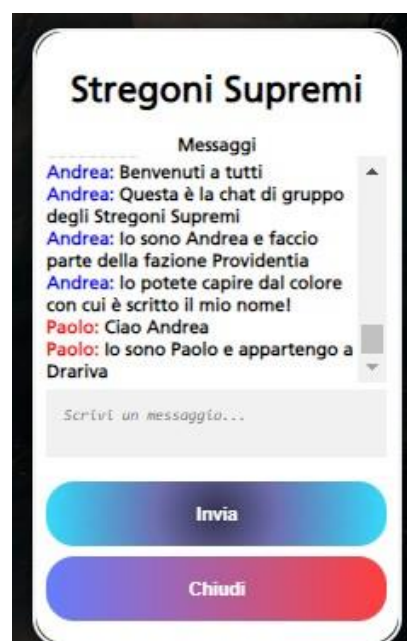 Stregoni Supremi
Messaggi
Andrea: Benvenuti a tutti
Andrea: Questa è la chat di gruppo
degli Stregoni Supremi
Andrea: Io sono Andrea e faccio
parte della fazione Providentia
Andrea: lo potete capire dal colore
con cui è scritto il mio nome!
Paolo: Ciao Andrea
Paolo: Io sono Paolo e appartengo a
Drariva
Scrivi un messaggio...
Invia
Chiudi